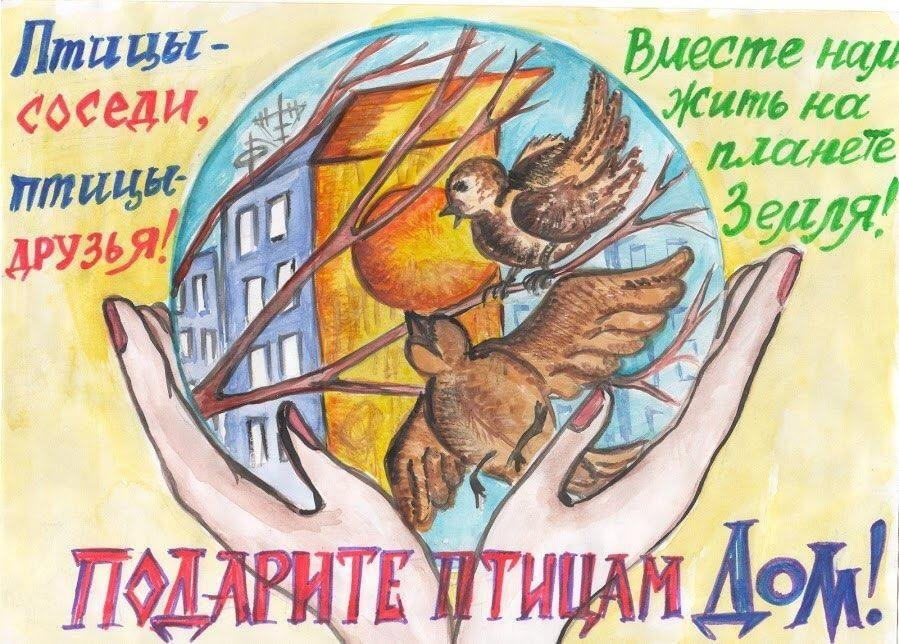 Птицы-
соседи,
птицы-
друзья!
Вместе нам
жить на
планете
Земля!
ПОДАРИТЕ ПТИЦАМ ДОМ!